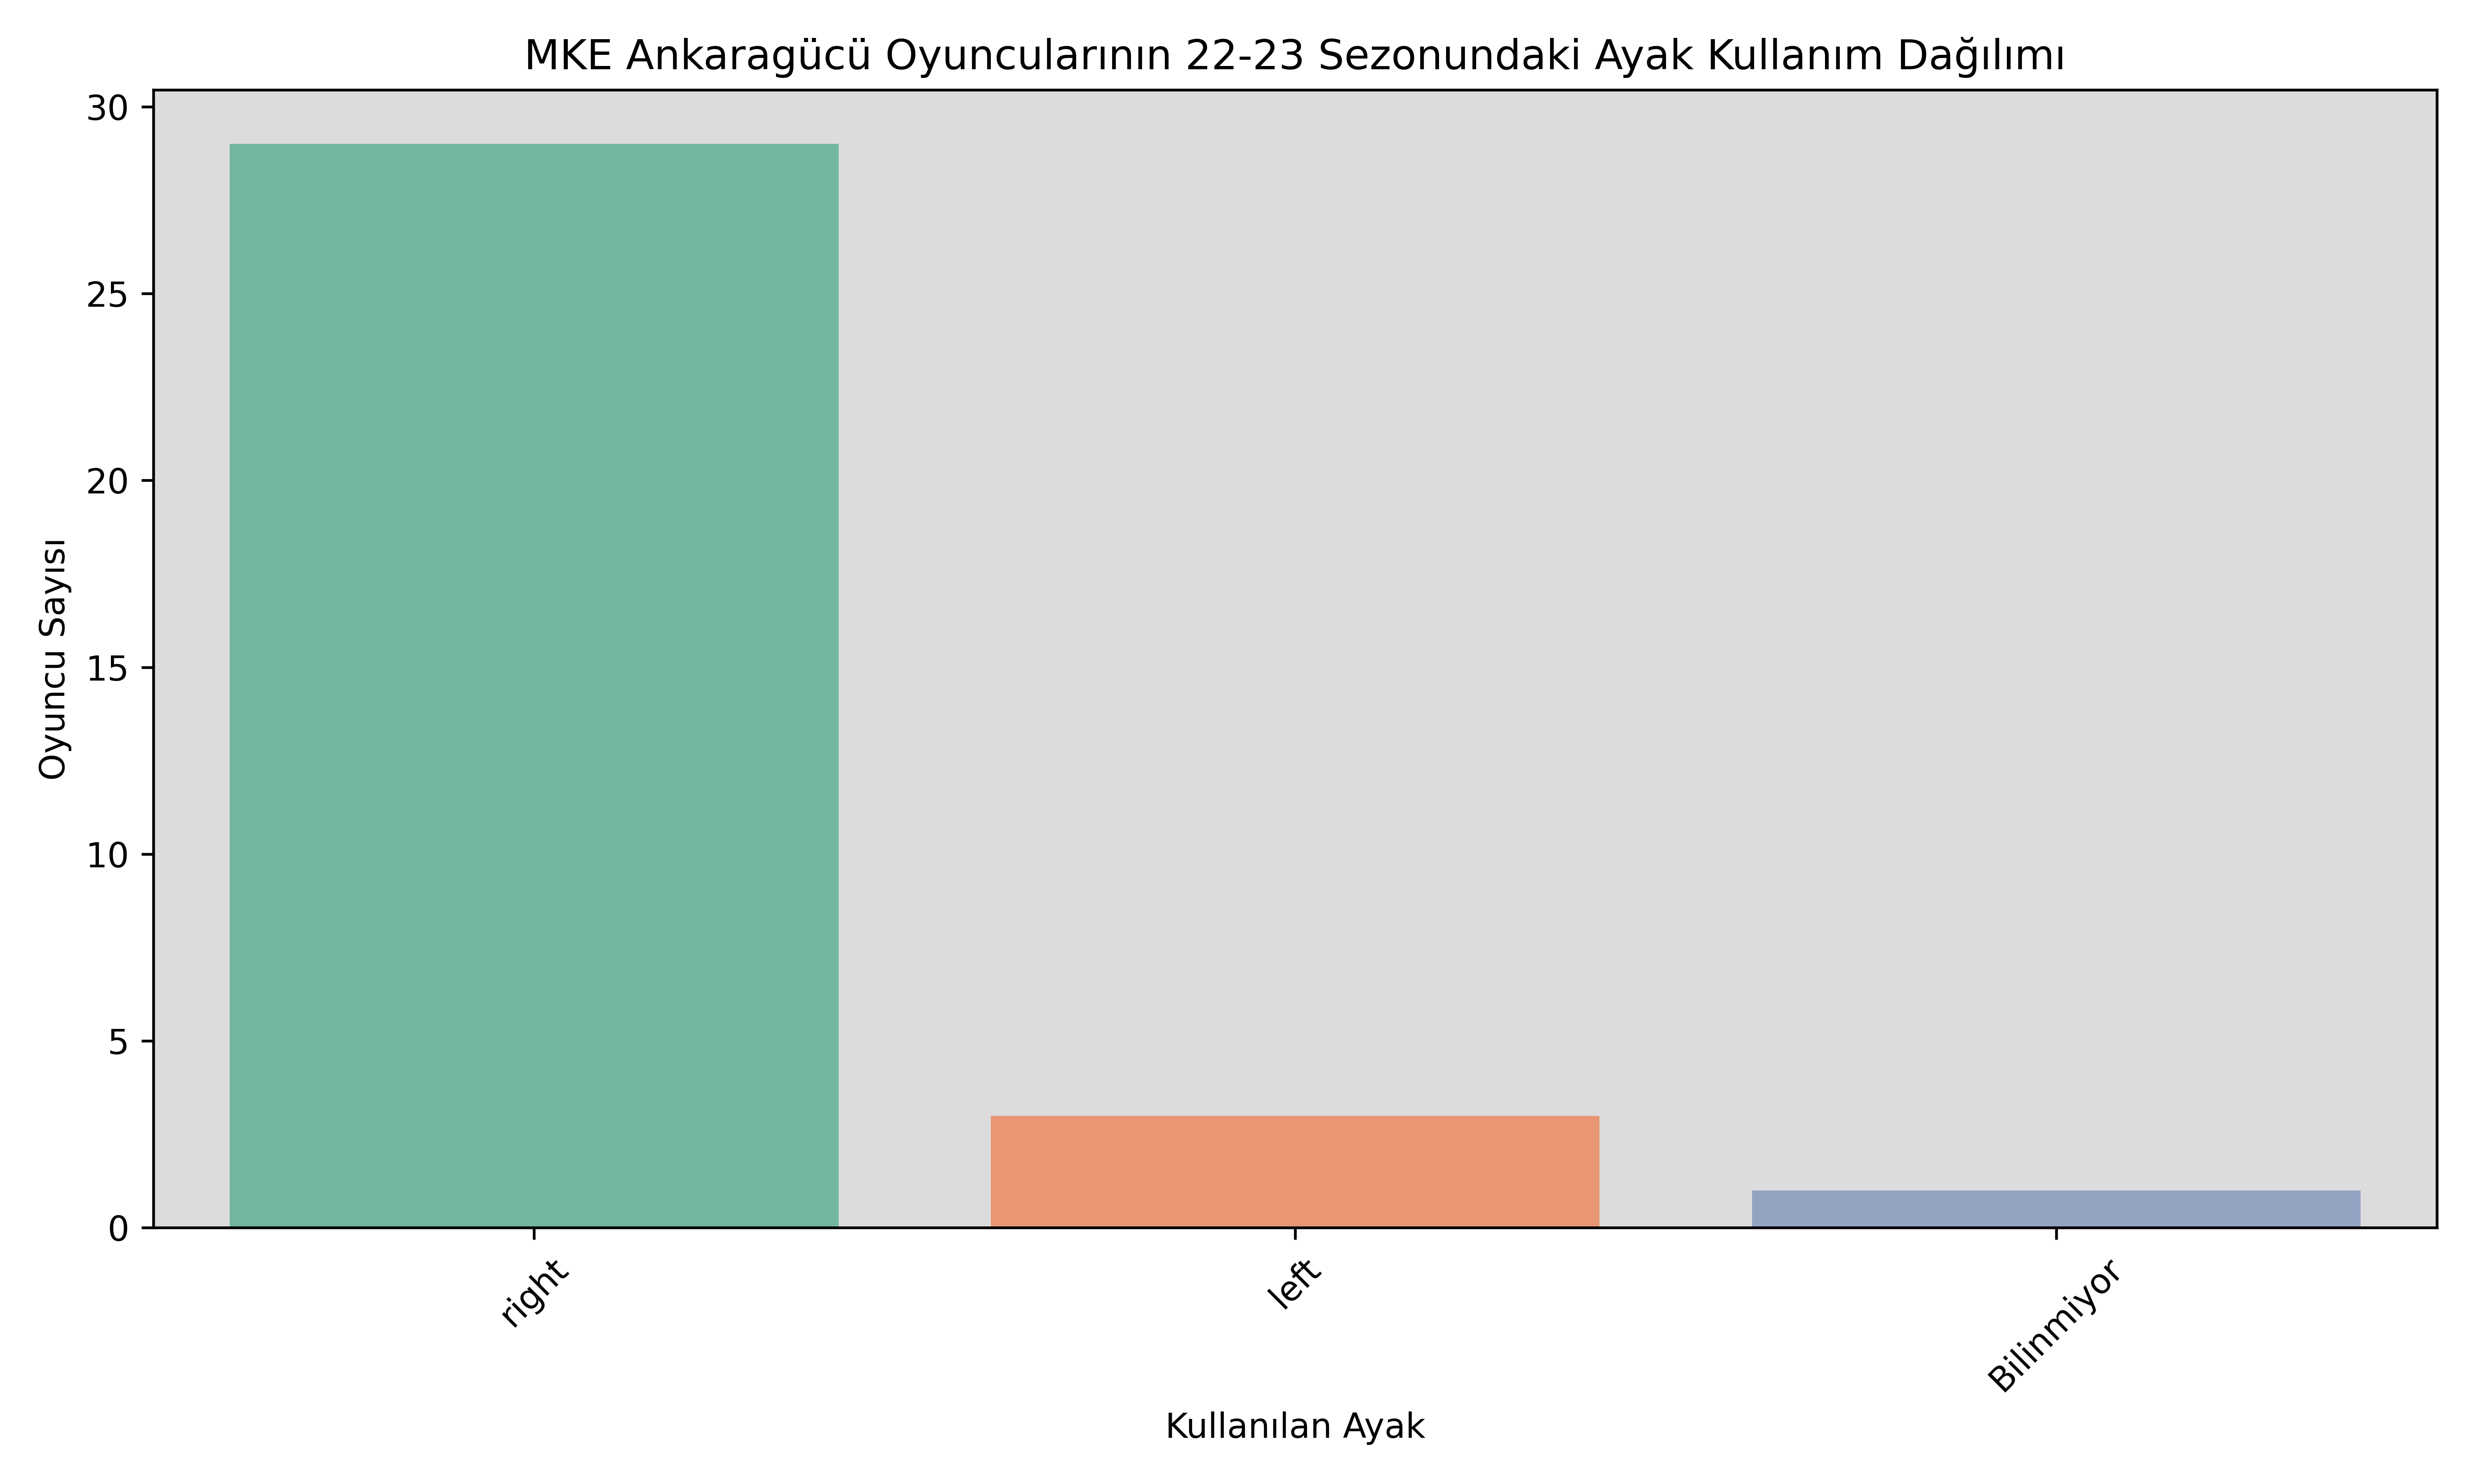 MKE Ankaragücü Oyuncularının 22-23 Sezonundaki Ayak Kullanım Dağılımı
Oyuncu Sayısı
30
25
20
15
10
5
0
right
left
Bilinmiyor
Kullanılan Ayak